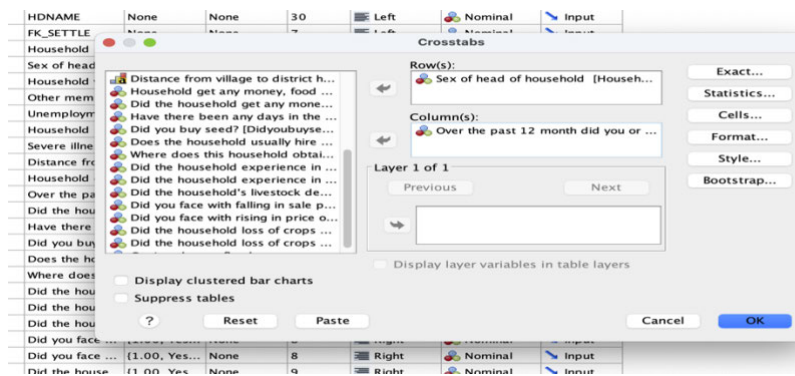 HDNAME None None 30 Left Nominal Input
FK_SETTLE
Household
Sex of head
Household
Other mem
Unemploym
Household
Severe illne
Distance fro
Household
Over the pa
Did the hou
Have there
Did you buy
Does the ho
Where does
Did the hou
Did the hou
Did the hou
Did you face ...
Did you face ... {1.00, Yes... None 8 Right Nominal Input
Did the house {1.00 Yes None 9 Right Nominal Input
Crosstabs
Distance from village to district h...
Household get any money, food ...
Did the household get any mone...
Have there been any days in the ...
Did you buy seed? [Didyoubuyse...
Does the household usually hire ...
Where does this household obtai...
Did the household experience in ...
Did the household experience in ...
Did the household's livestock de...
Did you face with falling in sale p...
Did you face with rising in price o...
Did the household loss of crops ...
Did the household loss of crops ...
Row(s):
Sex of head of household [Househ...
Column(s):
Over the past 12 month did you or ...
Layer 1 of 1
Previous Next
Display layer variables in table layers
Exact...
Statistics...
Cells...
Format...
Style...
Bootstrap...
Display clustered bar charts
Suppress tables
? Reset Paste Cancel OK